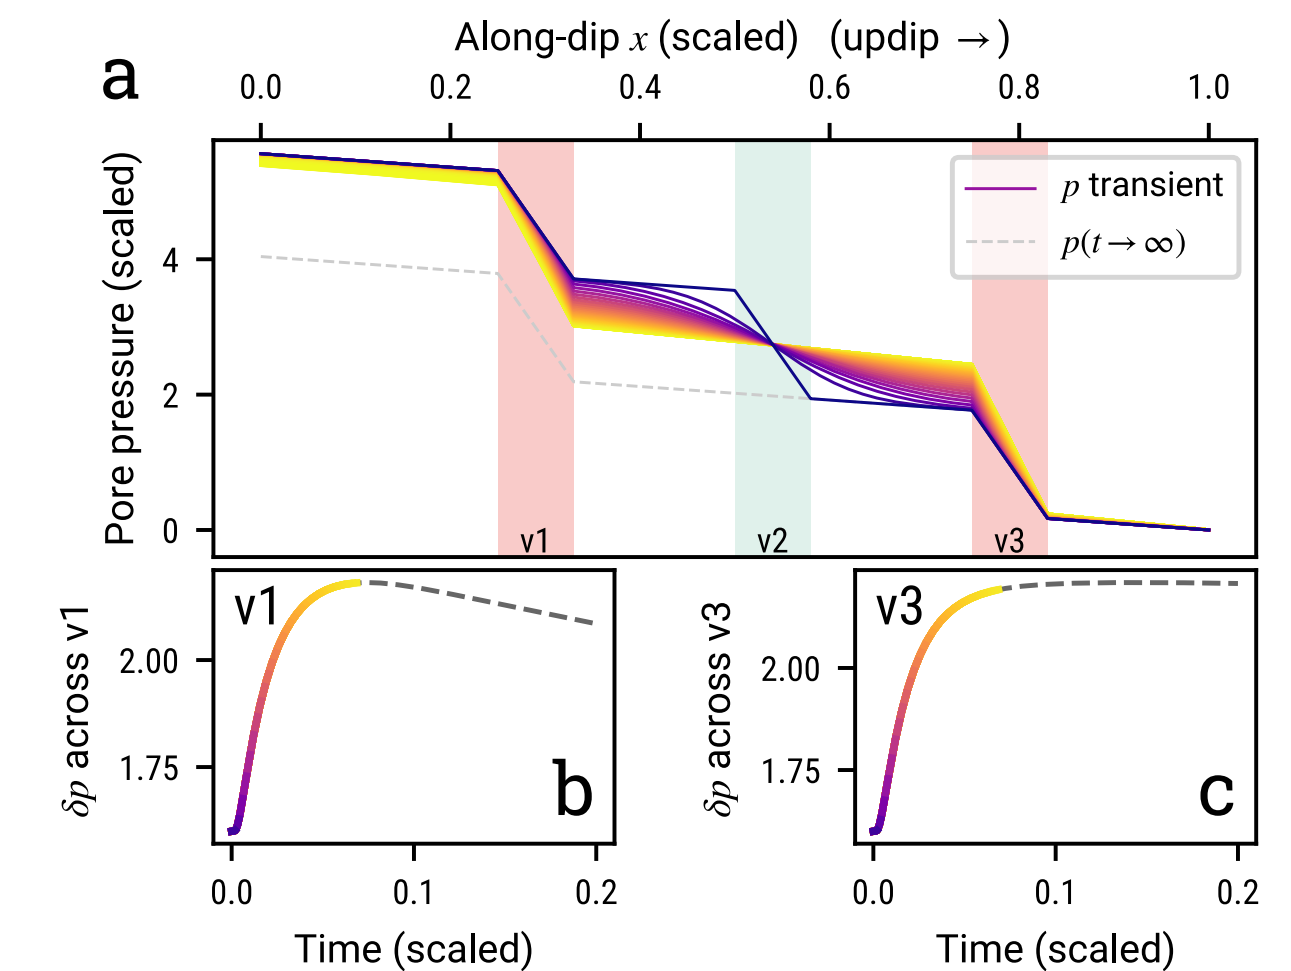 Along-dip x (scaled) (updip →)
a
0.0 0.2 0.4 0.6 0.8 1.0
Pore pressure (scaled)
4
2
0
p transient
p(t→∞)
v1 v2 v3
δp across v1
2.00
1.75
v1
b
0.0 0.1 0.2
Time (scaled)
δp across v3
2.00
1.75
v3
c
0.0 0.1 0.2
Time (scaled)